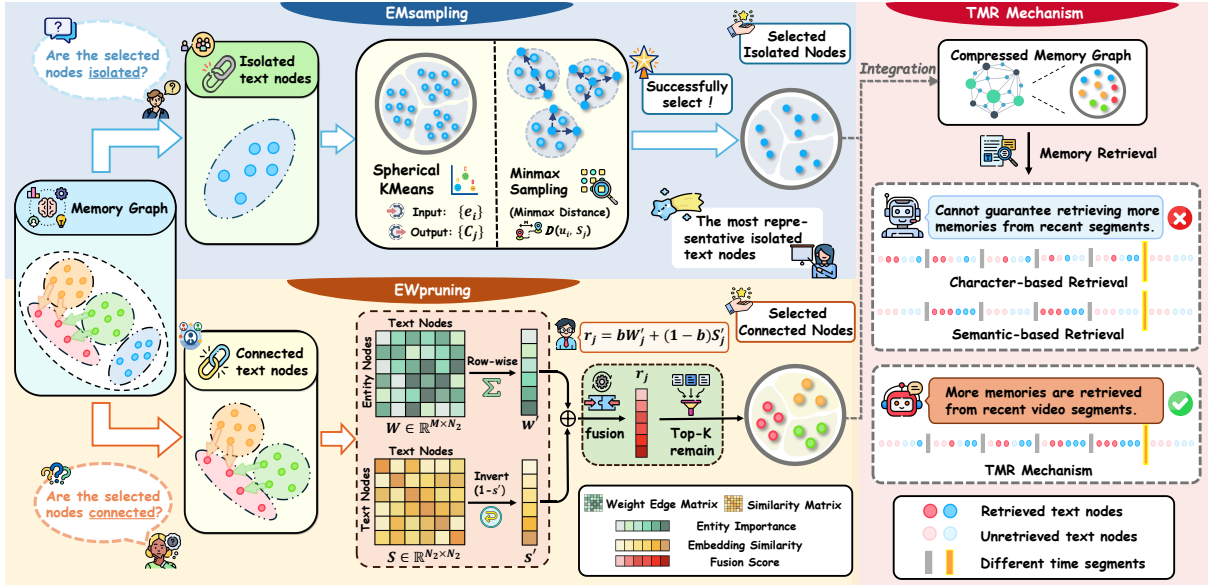 EMsampling
TMR Mechanism
Are the selected
nodes isolated?
Isolated
text nodes
Spherical
KMeans
Input: {e_i}
Output: {C_j}
Minmax
Sampling
(Minmax Distance)
D(u_i, S_j)
Successfully
select !
Selected
Isolated Nodes
The most repre-
sentative isolated
text nodes
Integration
Memory Graph
EWpruning
Connected
text nodes
Are the selected
nodes connected?
Text Nodes
Entity Nodes
W ∈ ℝ^{M×N_2}
Row-wise
Σ
W'
Text Nodes
Text Nodes
S ∈ ℝ^{N_2×N_2}
Invert
(1-s')
S'
r_j = bW'_j + (1 − b)S'_j
Selected
Connected Nodes
fusion
r_j
Top-K
remain
Weight Edge Matrix
Similarity Matrix
Entity Importance
Embedding Similarity
Fusion Score
Compressed Memory Graph
Memory Retrieval
Cannot guarantee retrieving more
memories from recent segments.
Character-based Retrieval
Semantic-based Retrieval
More memories are retrieved
from recent video segments.
TMR Mechanism
Retrieved text nodes
Unretrieved text nodes
Different time segments